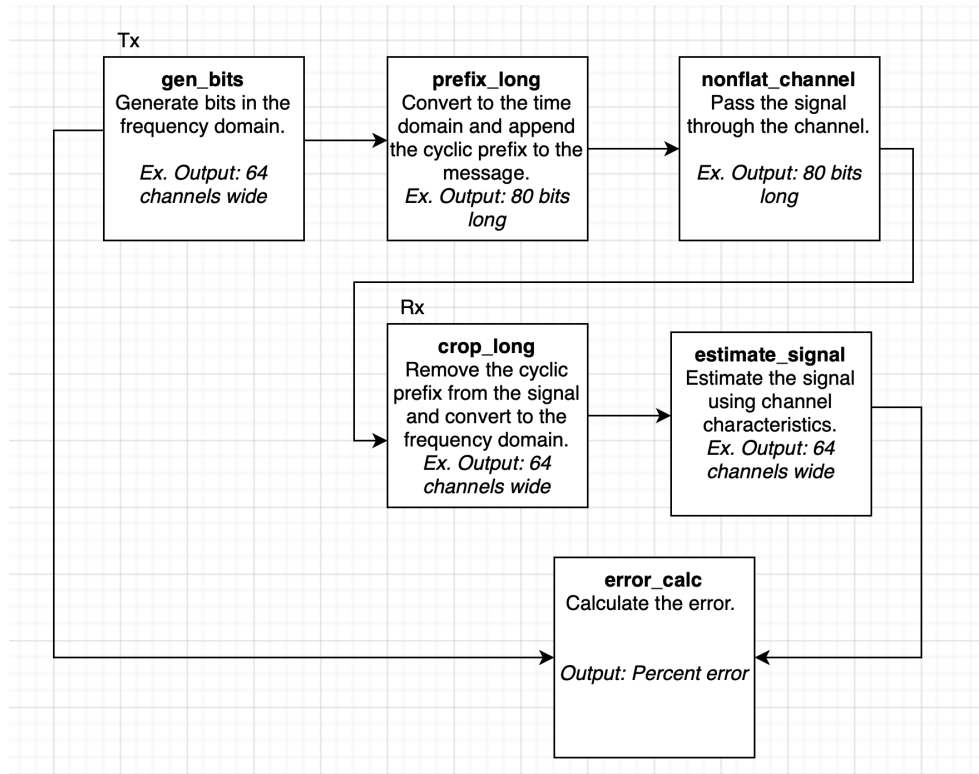 Tx
gen_bits
Generate bits in the
frequency domain.
Ex. Output: 64
channels wide
prefix_long
Convert to the time
domain and append
the cyclic prefix to the
message.
Ex. Output: 80 bits
long
nonflat_channel
Pass the signal
through the channel.
Ex. Output: 80 bits
long
Rx
crop_long
Remove the cyclic
prefix from the signal
and convert to the
frequency domain.
Ex. Output: 64
channels wide
estimate_signal
Estimate the signal
using channel
characteristics.
Ex. Output: 64
channels wide
error_calc
Calculate the error.
Output: Percent error